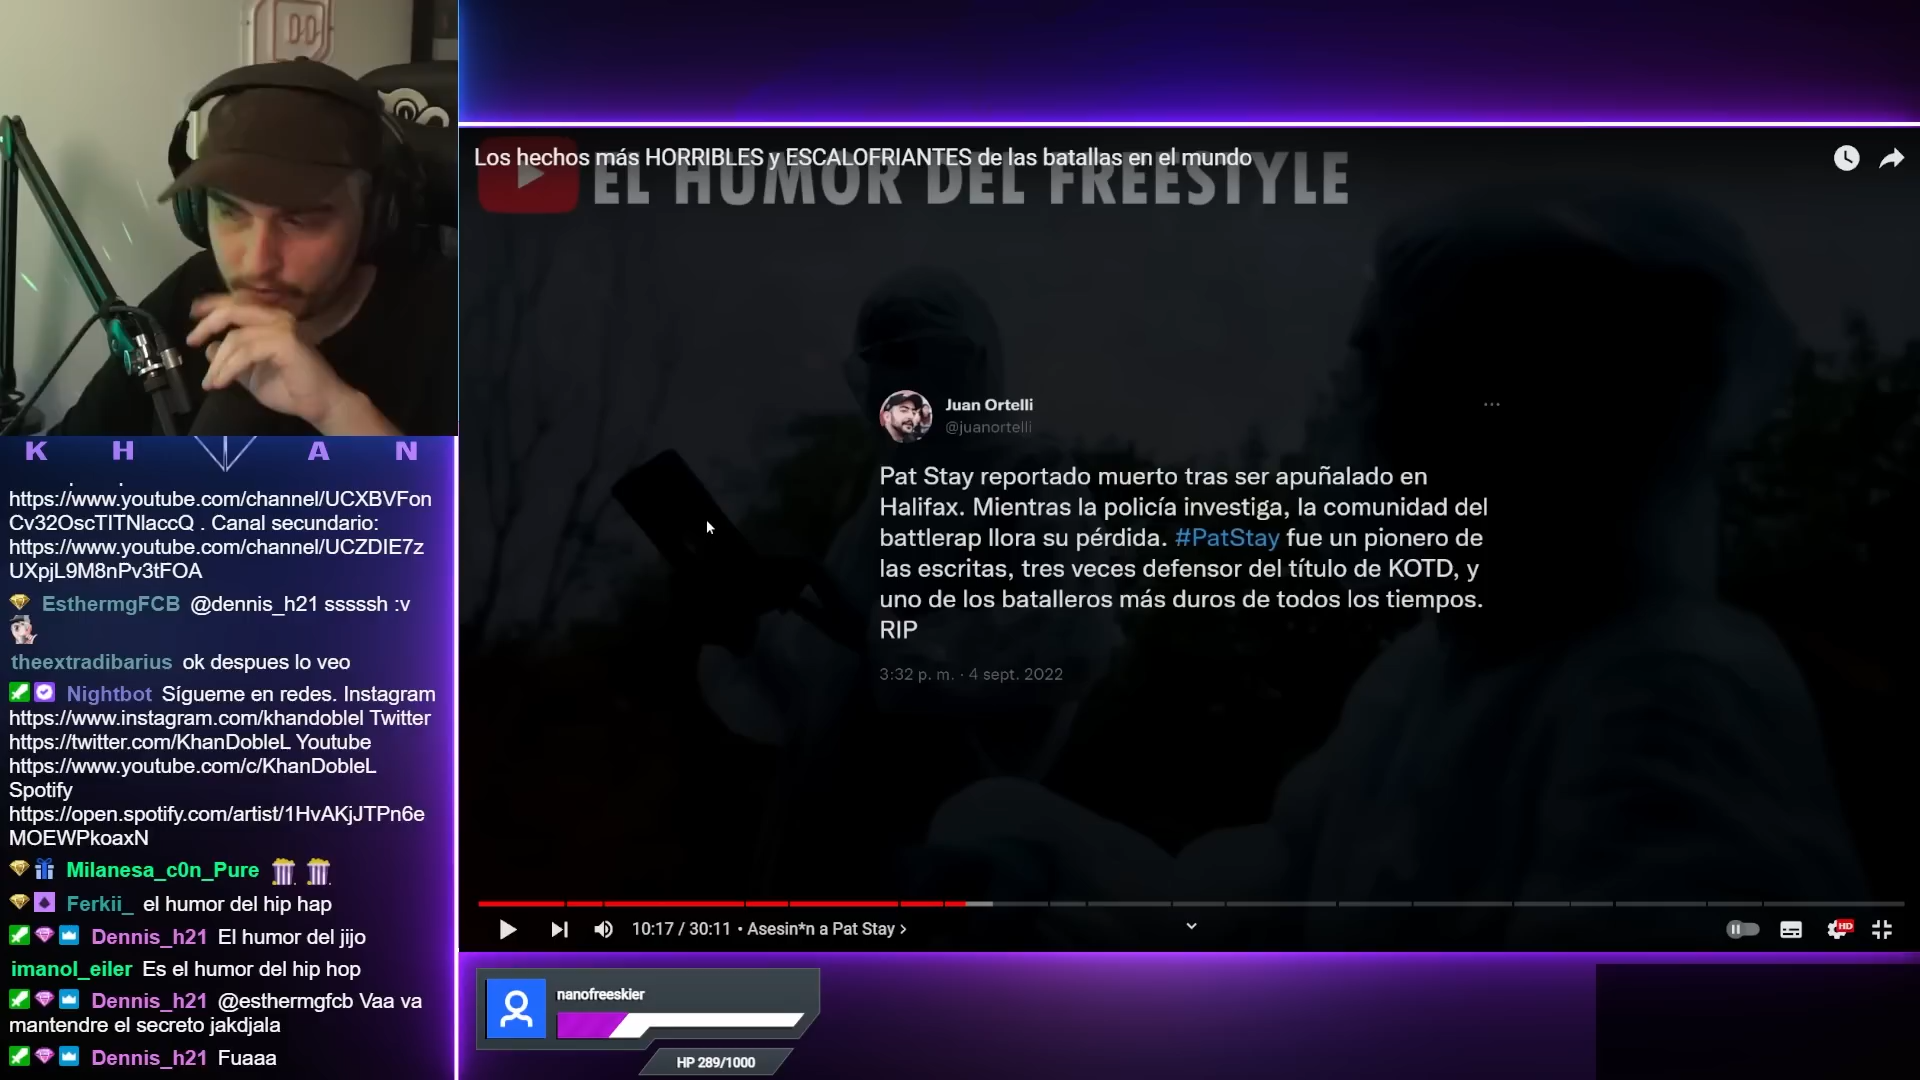 K H A N
https://www.youtube.com/channel/UCXBVFon
Cv32OscTITNlaccQ . Canal secundario:
https://www.youtube.com/channel/UCZDIE7z
UXpjL9M8nPv3tFOA
EsthermgFCB @dennis_h21 sssssh :v
theextradibarius ok despues lo veo
Nightbot Sígueme en redes. Instagram
https://www.instagram.com/khandoblel Twitter
https://twitter.com/KhanDobleL Youtube
https://www.youtube.com/c/KhanDobleL
Spotify
https://open.spotify.com/artist/1HvAKjJTPn6e
MOEWPkoaxN
Milanesa_c0n_Pure
Ferkii_ el humor del hip hap
Dennis_h21 El humor del jijo
imanol_eiler Es el humor del hip hop
Dennis_h21 @esthermgfcb Vaa va
mantendre el secreto jakdjala
Dennis_h21 Fuaaa
Los hechos más HORRIBLES y ESCALOFRIANTES de las batallas en el mundo
EL HUMOR DEL FREESTYLE
Juan Ortelli
@juanortelli
Pat Stay reportado muerto tras ser apuñalado en
Halifax. Mientras la policía investiga, la comunidad del
battlerap llora su pérdida. #PatStay fue un pionero de
las escritas, tres veces defensor del título de KOTD, y
uno de los batalleros más duros de todos los tiempos.
RIP
3:32 p. m. · 4 sept. 2022
10:17 / 30:11 • Asesin*n a Pat Stay ›
HD
nanofreeskier
HP 289/1000